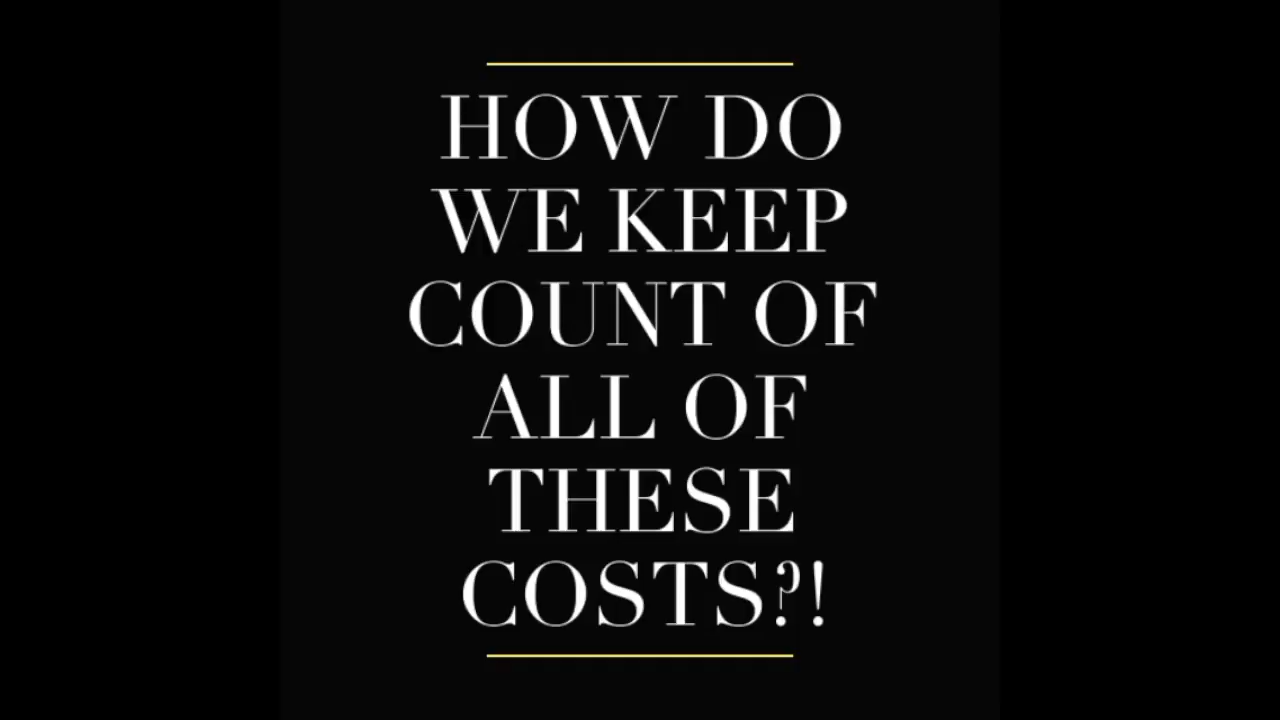 HOW DO
WE KEEP
COUNT OF
ALL OF
THESE
COSTS?!